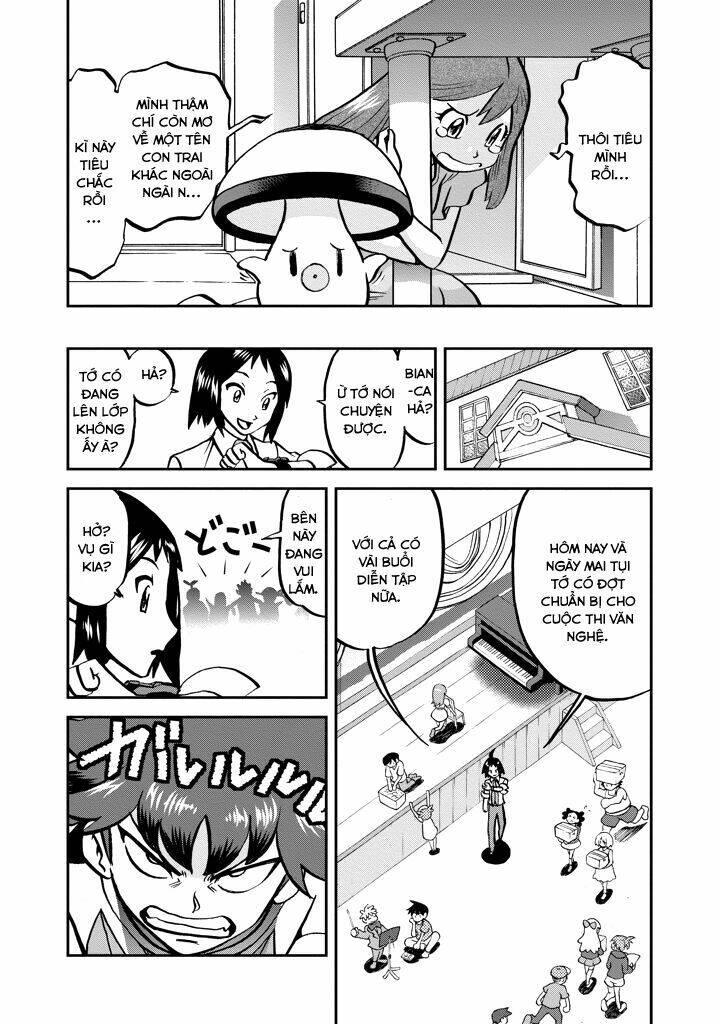 THÔI TIÊU
MÌNH
RỒI...
MÌNH THẬM
CHÍ CÒN MƠ
VỀ MỘT TÊN
CON TRAI
KHÁC NGOÀI
NGÀI N...
KÌ NÀY
TIÊU
CHẮC
RỒI
...
BIAN
-CA
HẢ?
Ừ TỚ NÓI
CHUYỆN
ĐƯỢC.
HẢ?
TỚ CÓ
ĐANG
LÊN LỚP
KHÔNG
ẤY À?
HÔM NAY VÀ
NGÀY MAI TỤI
TỚ CÓ ĐỢT
CHUẨN BỊ CHO
CUỘC THI VĂN
NGHỆ.
VỚI CẢ CÓ
VÀI BUỔI
DIỄN TẬP
NỮA.
BÊN
NÀY
ĐANG
VUI
LẮM.
どごー
HỞ?
VỤ GÌ
KIA?
ガルルルル